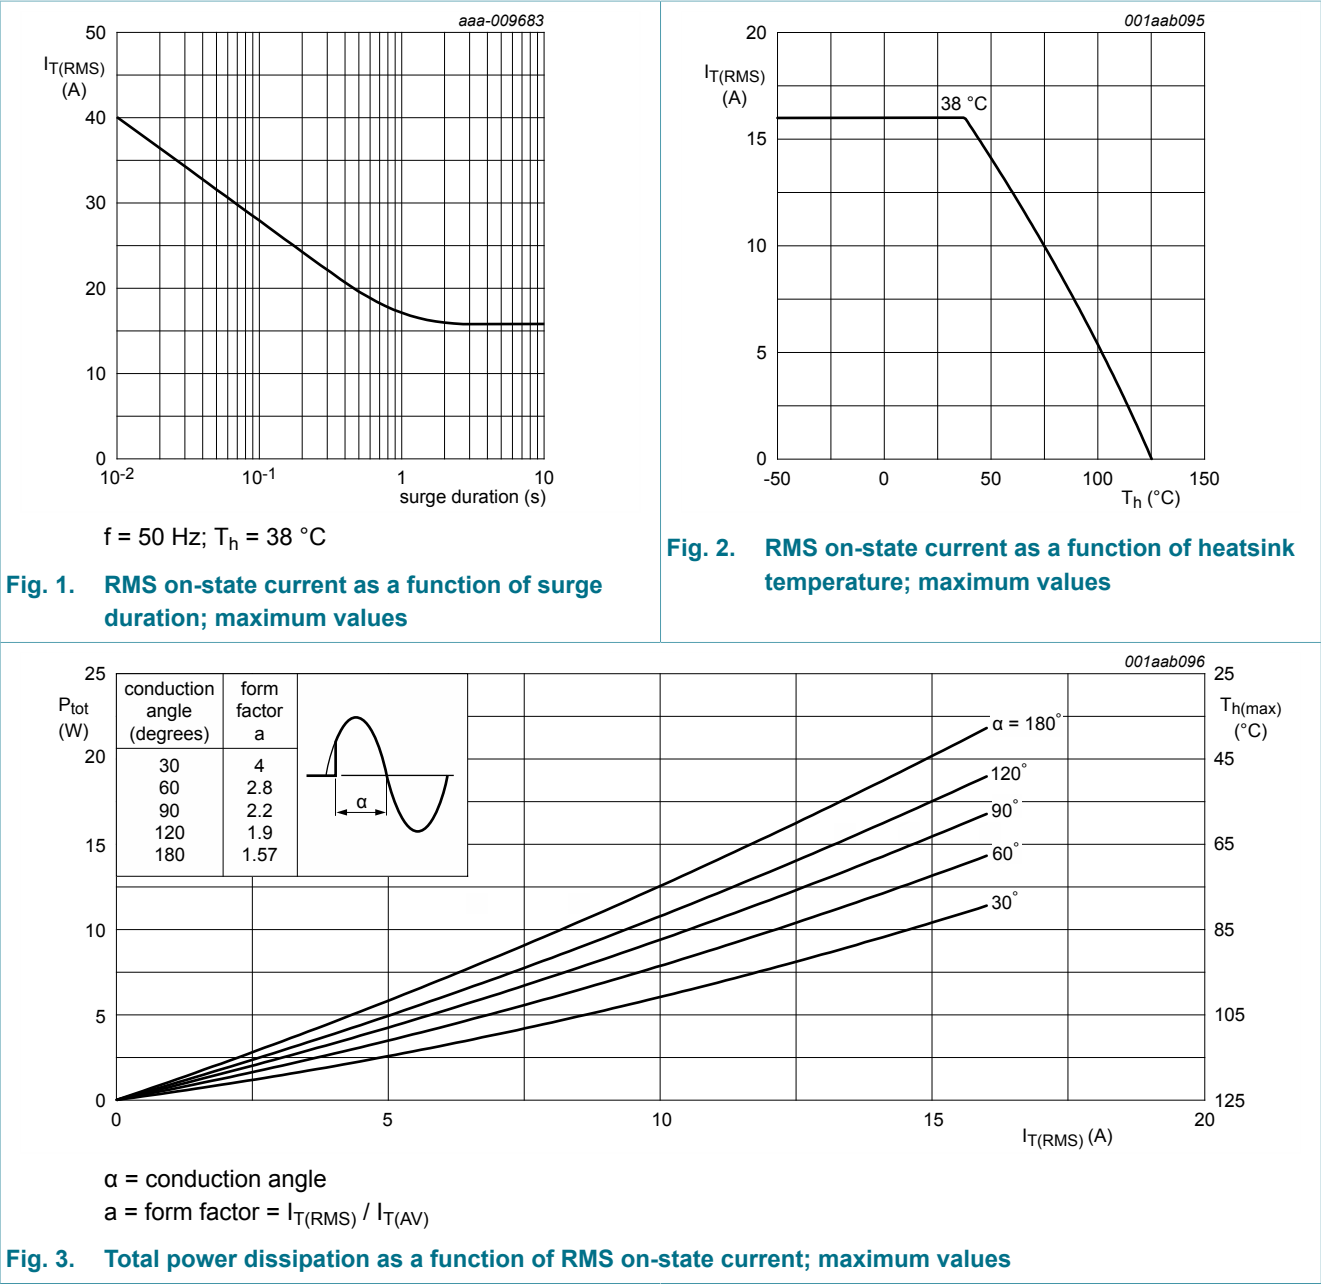 aaa-009683
50
I_T(RMS)
(A)
40
30
20
10
0
10-2
10-1
1
10
surge duration (s)
f = 50 Hz; Th = 38 °C
Fig. 1. RMS on-state current as a function of surge
duration; maximum values
001aab095
20
IT(RMS)
(A)
38 °C
15
10
5
0
-50
0
50
100
150
Th (°C)
Fig. 2. RMS on-state current as a function of heatsink
temperature; maximum values
001aab096
25
Ptot
(W)
20
15
10
5
0
conduction
angle
(degrees)
form
factor
a
30 4
60 2.8
90 2.2
120 1.9
180 1.57
α
α = 180°
120°
90°
60°
30°
25
Th(max)
(°C)
45
65
85
105
125
0
5
10
15
20
IT(RMS) (A)
α = conduction angle
a = form factor = IT(RMS) / IT(AV)
Fig. 3. Total power dissipation as a function of RMS on-state current; maximum values